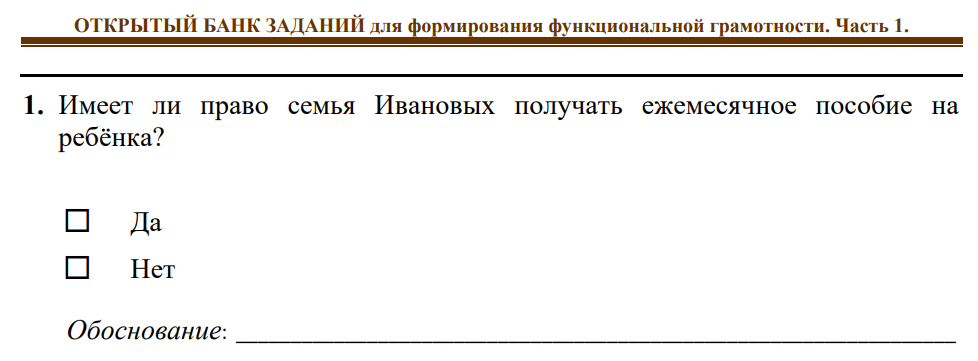 ОТКРЫТЫЙ БАНК ЗАДАНИЙ для формирования функциональной грамотности. Часть 1.
1. Имеет ли право семья Ивановых получать ежемесячное пособие на
ребёнка?
Да
Нет
Обоснование: